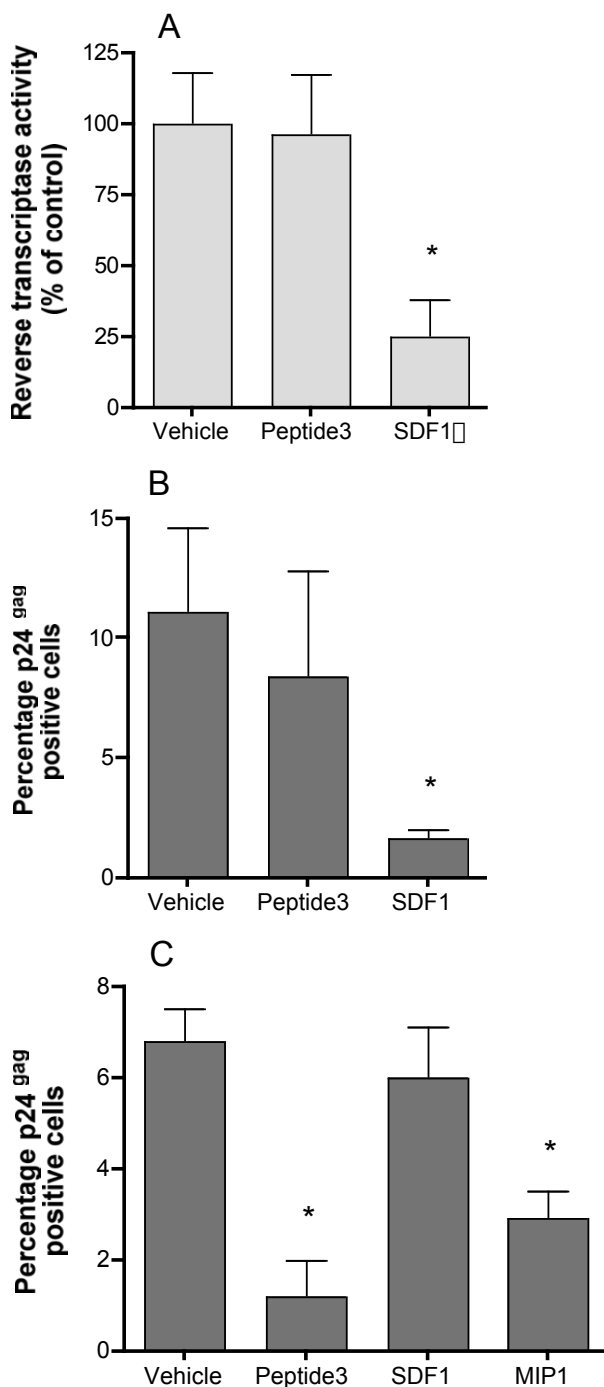 A
Reverse transcriptase activity
(% of control)
125
100
75
50
25
0
*
Vehicle Peptide3 SDF1▯
B
Percentage p24 gag
positive cells
15
10
5
0
*
Vehicle Peptide3 SDF1
C
Percentage p24 gag
positive cells
8
6
4
2
0
*
*
Vehicle Peptide3 SDF1 MIP1